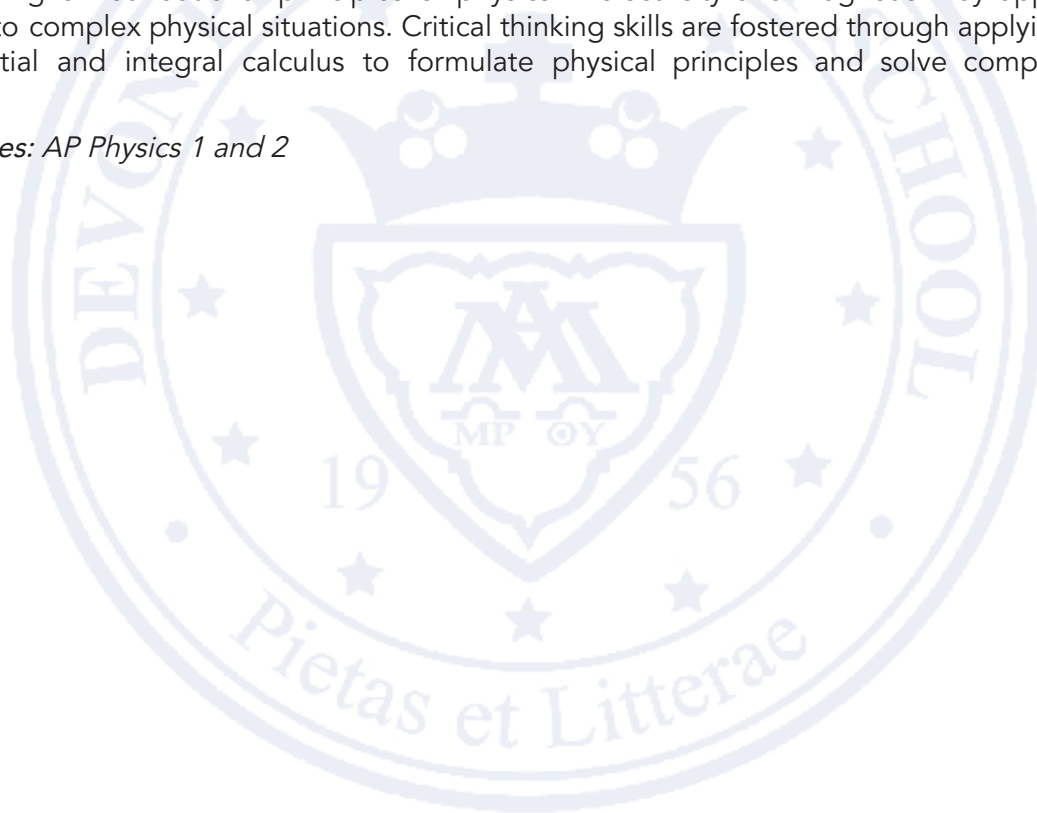 to complex physical situations. Critical thinking skills are fostered through applyi
tial and integral calculus to formulate physical principles and solve comp
es: AP Physics 1 and 2
DEVON
SCHOOL
MP ΘΥ
19 56
Pietas et Litterae